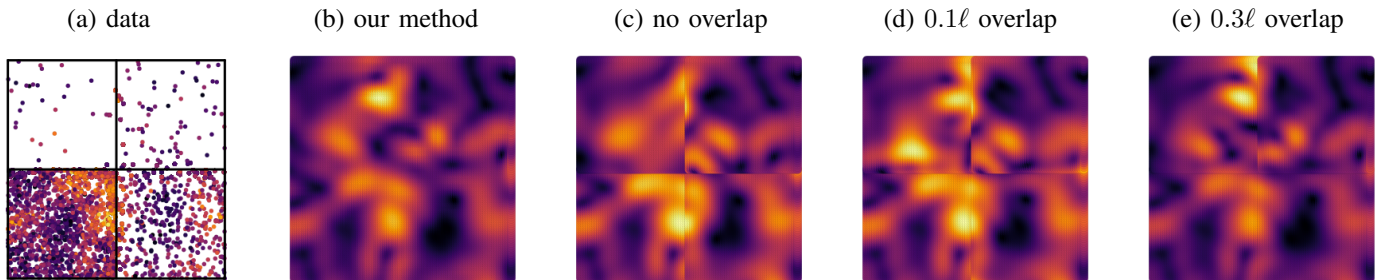 (a) data (b) our method (c) no overlap (d) 0.1ℓ overlap (e) 0.3ℓ overlap